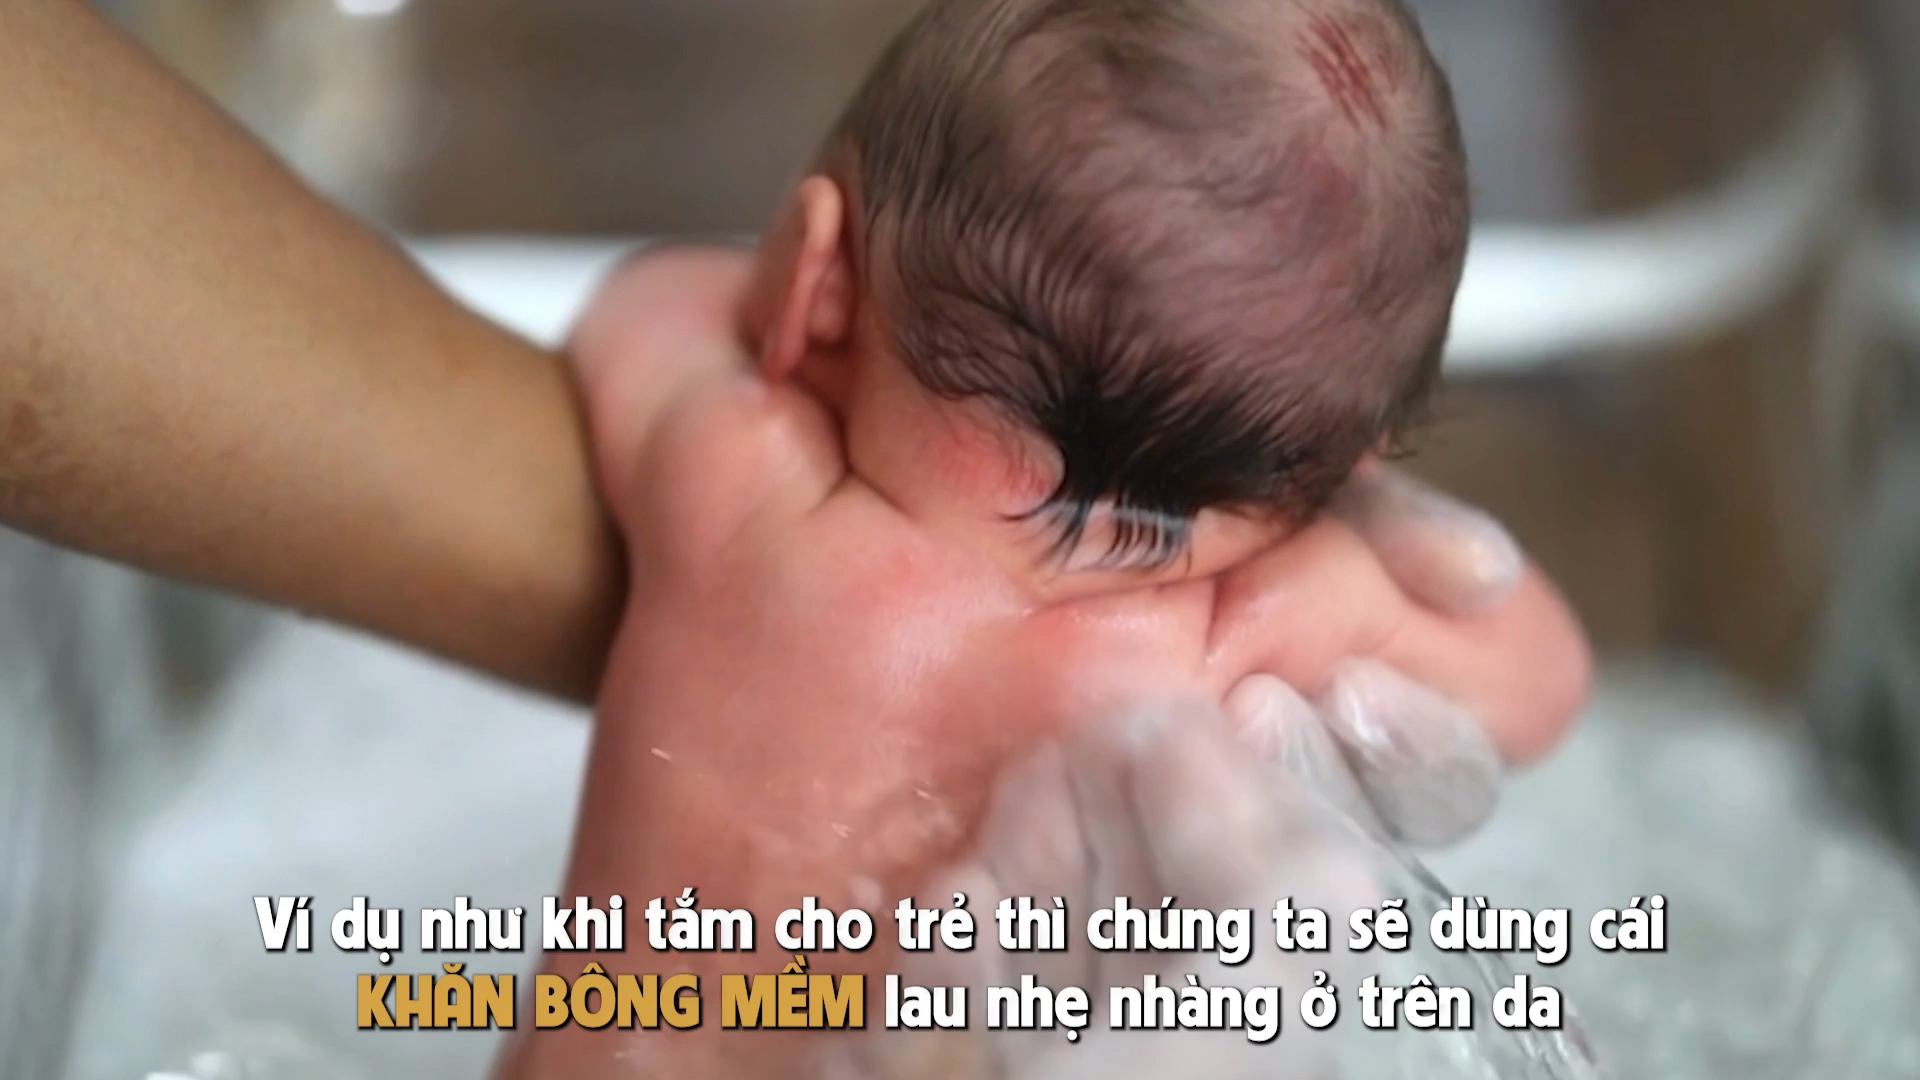 Ví dụ như khi tắm cho trẻ thì chúng ta sẽ dùng cái
KHĂN BÔNG MỀM lau nhẹ nhàng ở trên da